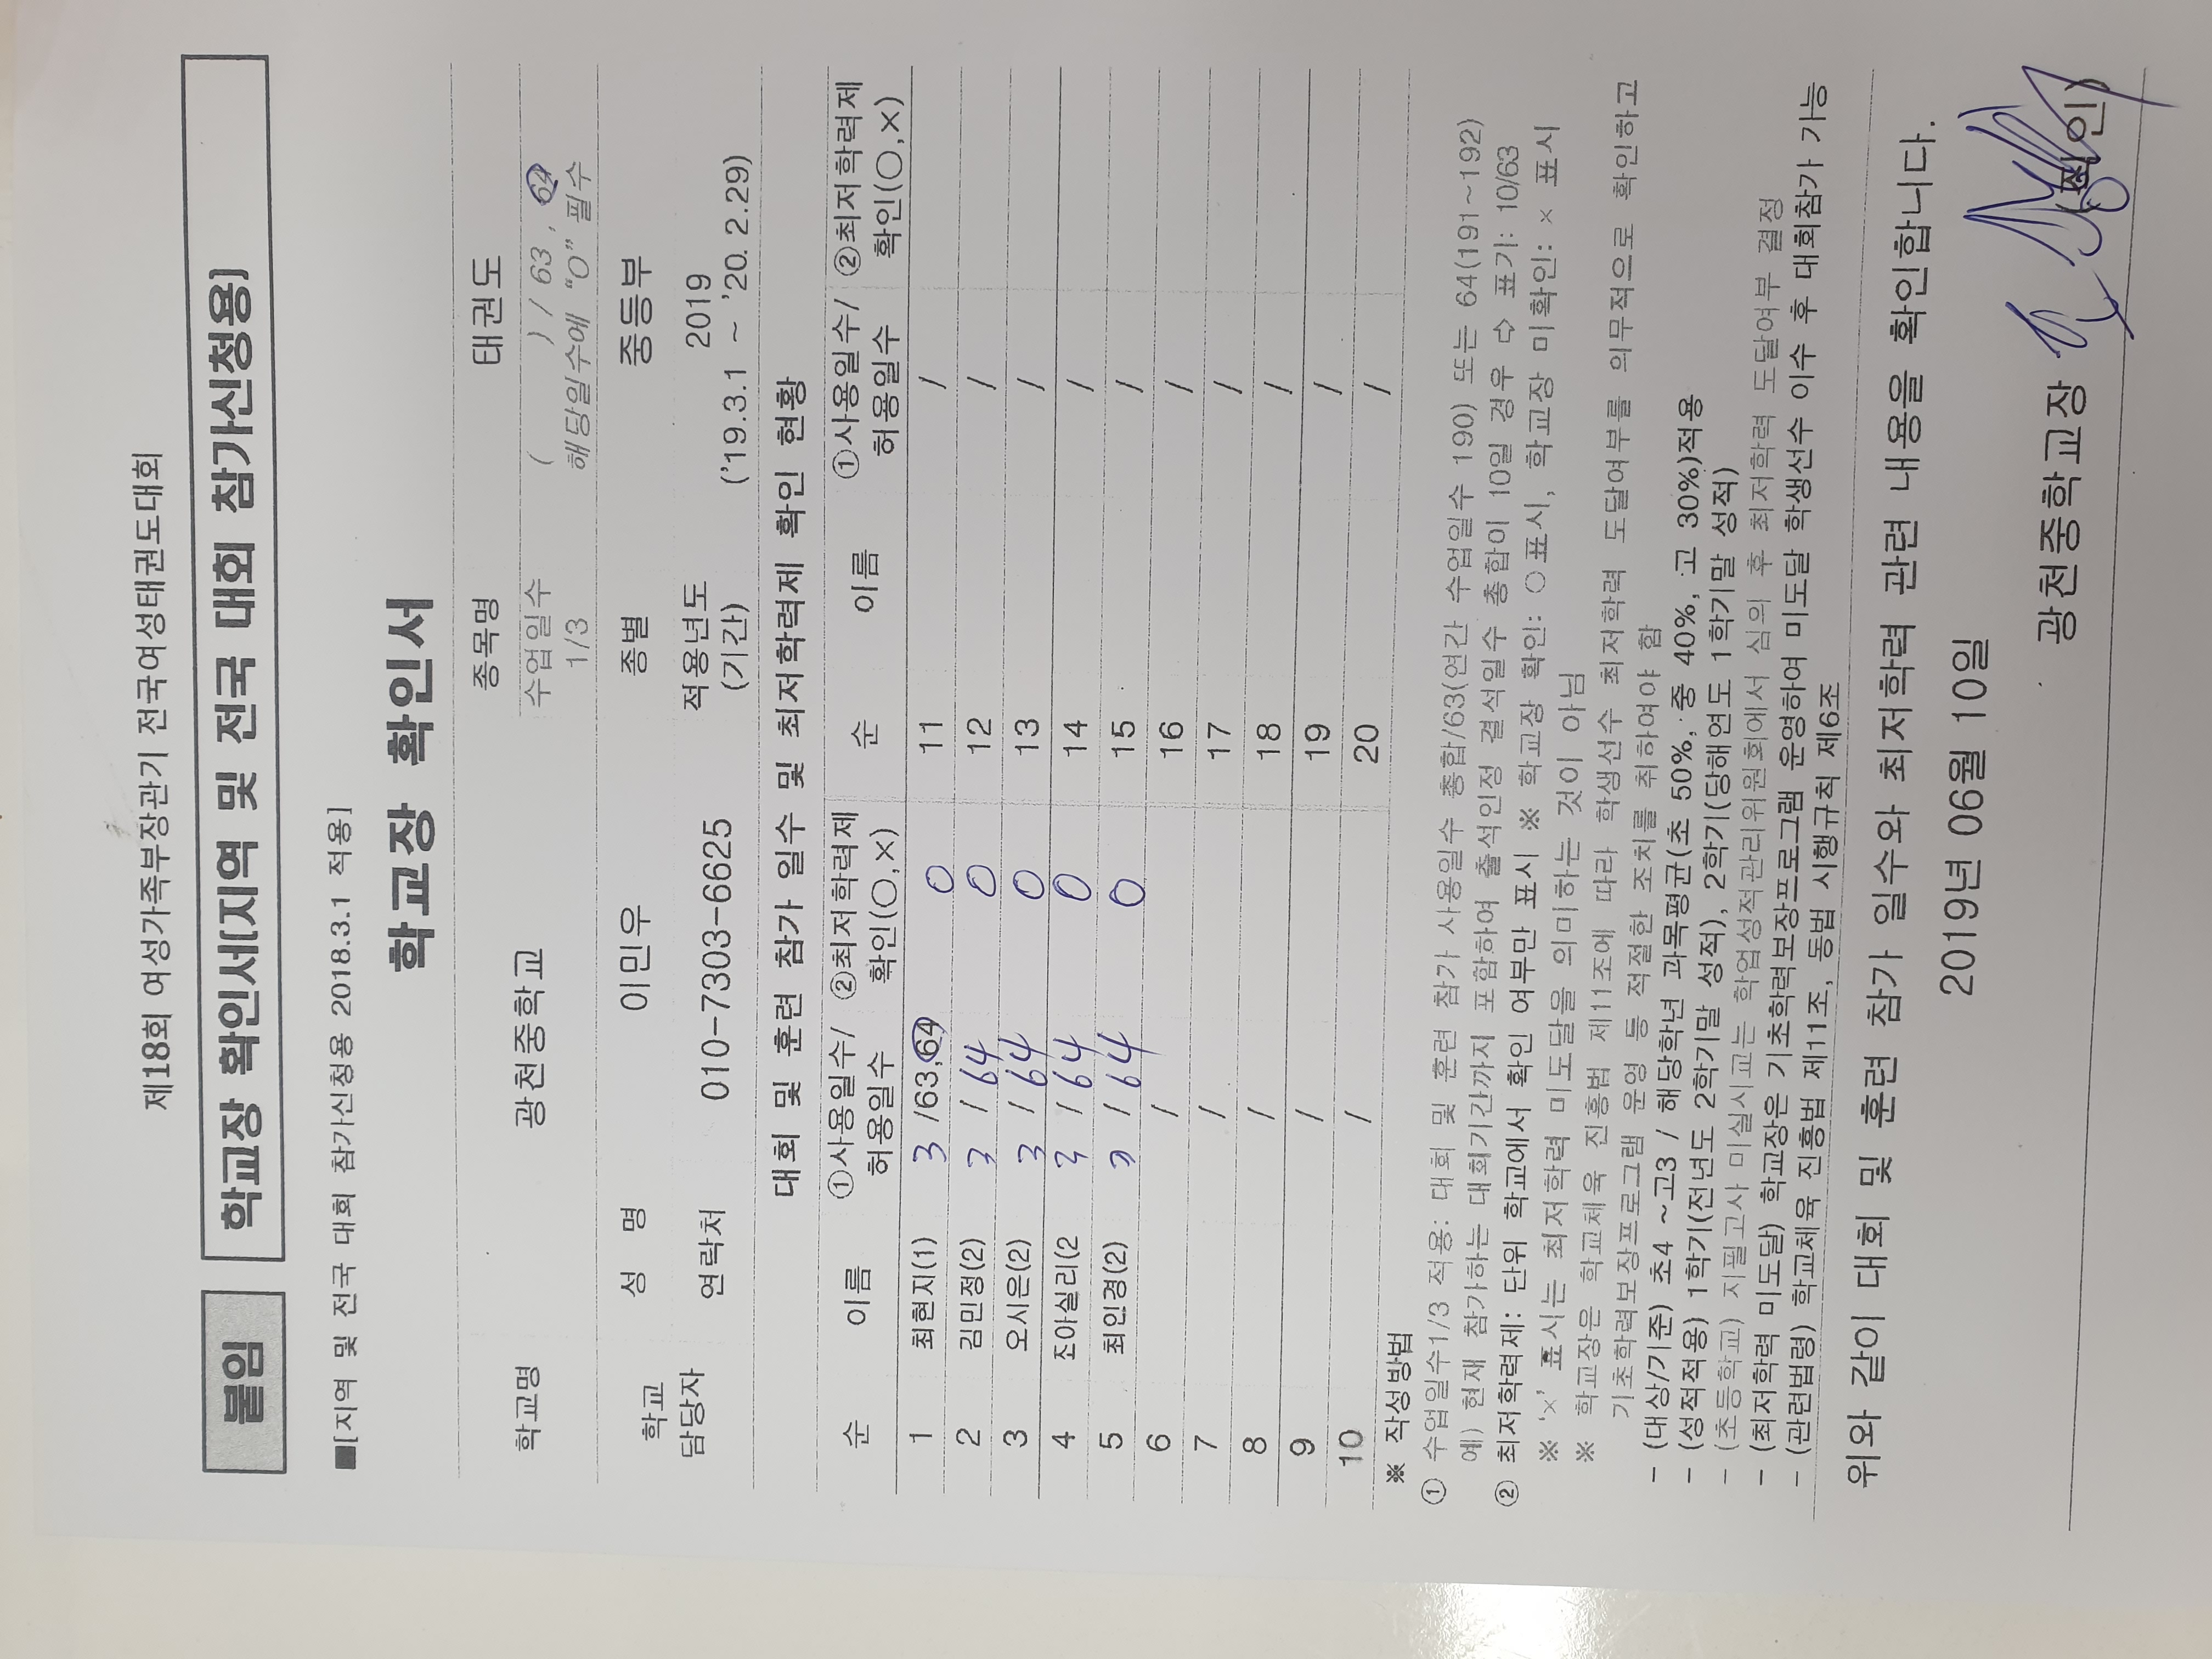 제18회 여성가족부장관기 전국여성태권도대회
붙임 학교장 확인서(지역 및 전국 대회 참가신청용)
■[지역 및 전국 대회 참가신청용 2018.3.1 적용]
학교장 확인서
학교명 광천중학교 종목명 태권도
수업일수 1/3 ( ) / 63 , 64
해당일수에 "O" 필수
학교 담당자 성 명 이민우 종별 중등부
연락처 010-7303-6625 적용년도 (기간) 2019
('19.3.1 ~ '20.2.29)
대회 및 훈련 참가 일수 및 최저학력제 확인 현황
순 이름 ①사용일수/ 허용일수 ②최저학력제 확인(○,×) 순 이름 ①사용일수/ 허용일수 ②최저학력제 확인(○,×)
1 최현지(1) 3 /63,64 O 11 /
2 김민정(2) 3 / 64 O 12 /
3 오시은(2) 3 / 64 O 13 /
4 조아실리(2 3 / 64 O 14 /
5 최인경(2) 3 / 64 O 15 /
6 / 16 /
7 / 17 /
8 / 18 /
9 / 19 /
10 / 20 /
※ 작성방법
① 수업일수1/3 적용: 대회 및 훈련 참가 사용일수 총합/63(연간 수업일수 190) 또는 64(191~192)
예) 현재 참가하는 대회기간까지 포함하여 출석인정 결석일수 총합이 10일 경우 ⇨ 표기: 10/63
② 최저학력제: 단위 학교에서 확인 여부만 표시 ※ 학교장 확인: ○표시, 학교장 미확인: × 표시
※ '×' 표시는 최저학력 미도달을 의미하는 것이 아님
※ 학교장은 학교체육 진흥법 제11조에 따라 학생선수 최저학력 도달여부를 의무적으로 확인하고
기초학력보장프로그램 운영 등 적절한 조치를 취하여야 함
- (대상/기준) 초4 ~고3 / 해당학년 과목평균(초 50%, 중 40%, 고 30%)적용
- (성적적용) 1학기(전년도 2학기말 성적), 2학기(당해연도 1학기말 성적)
- (초등학교) 지필고사 미실시교는 학업성적관리위원회에서 심의 후 최저학력 도달여부 결정
- (최저학력 미도달) 학교장은 기초학력보장프로그램 운영하여 미도달 학생선수 이수 후 대회참가 가능
- (관련법령) 학교체육 진흥법 제11조, 동법 시행규칙 제6조
위와 같이 대회 및 훈련 참가 일수와 최저학력 관련 내용을 확인합니다.
2019년 06월 10일
광천중학교장 (직인)